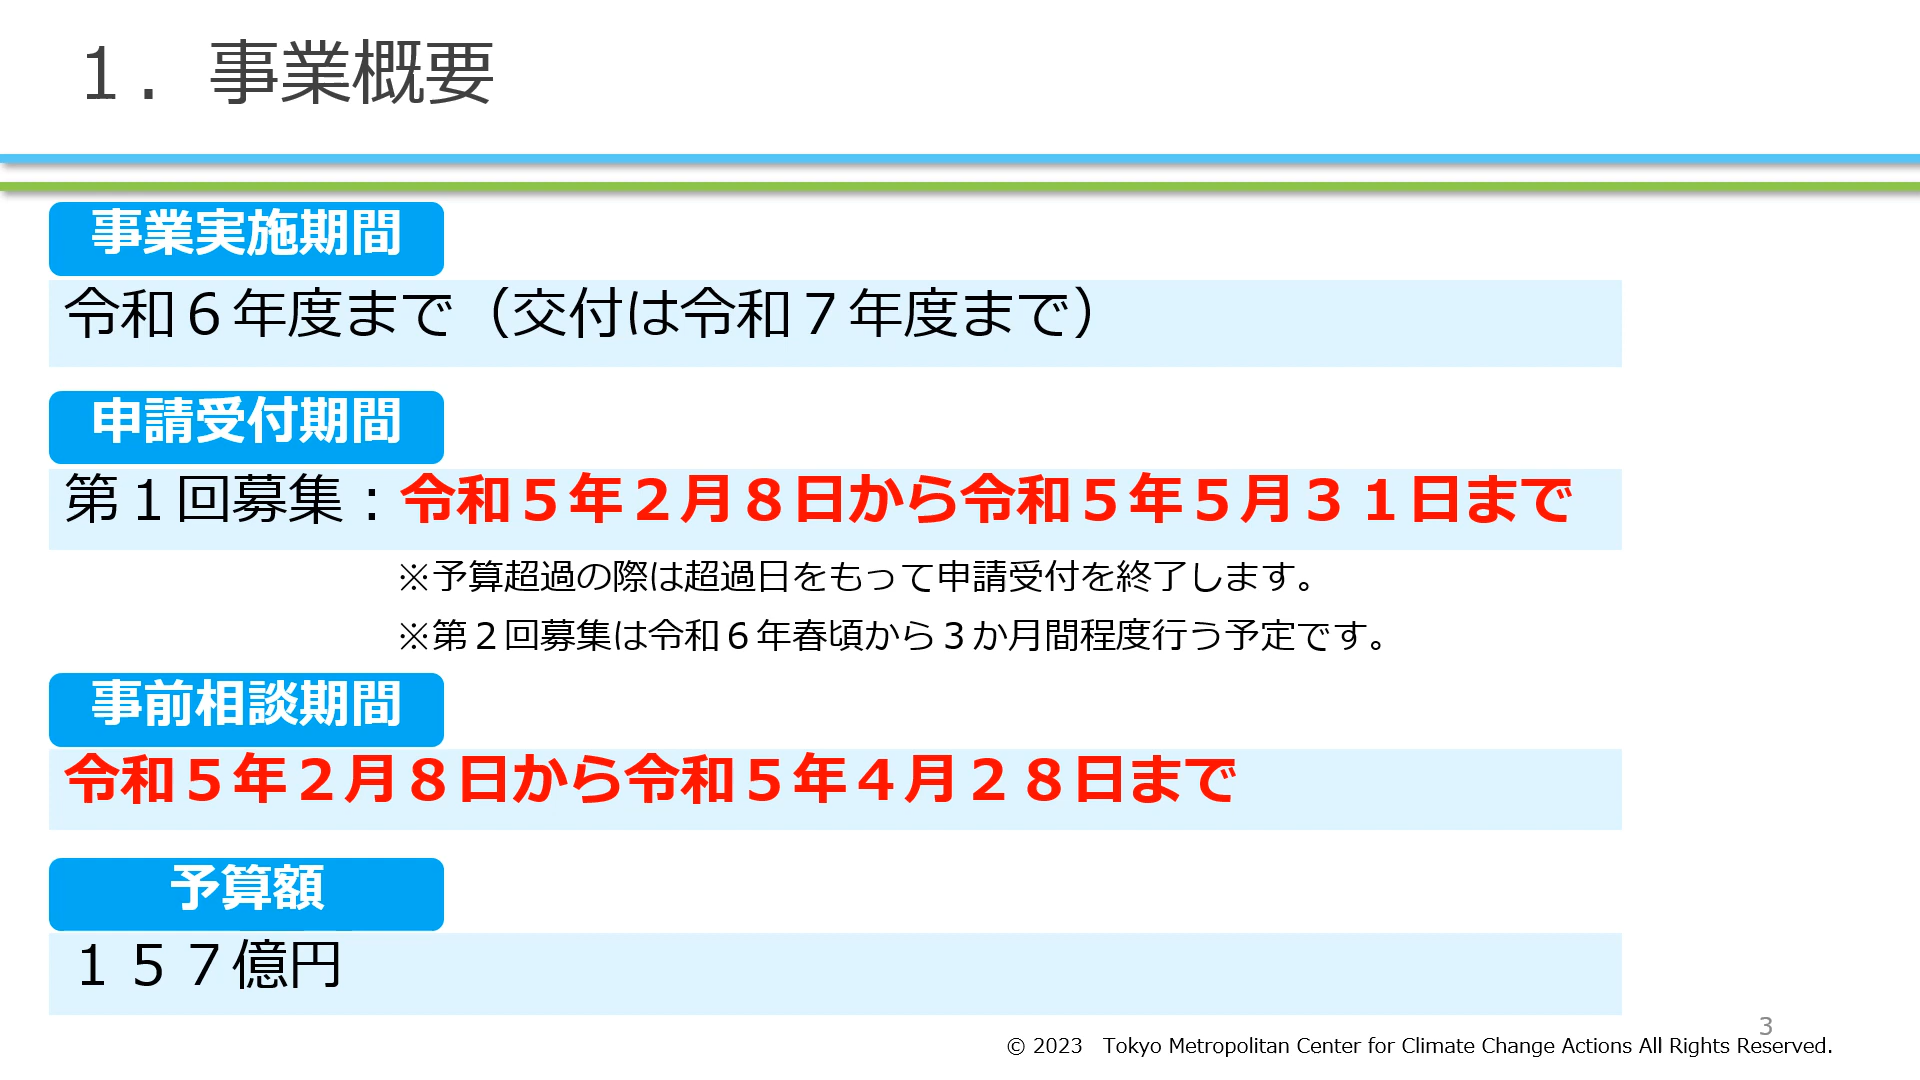 １．事業概要
事業実施期間
令和６年度まで（交付は令和７年度まで）
申請受付期間
第１回募集：令和５年２月８日から令和５年５月３１日まで
※予算超過の際は超過日をもって申請受付を終了します。
※第２回募集は令和６年春頃から３か月間程度行う予定です。
事前相談期間
令和５年２月８日から令和５年４月２８日まで
予算額
１５７億円
3
© 2023　Tokyo Metropolitan Center for Climate Change Actions All Rights Reserved.